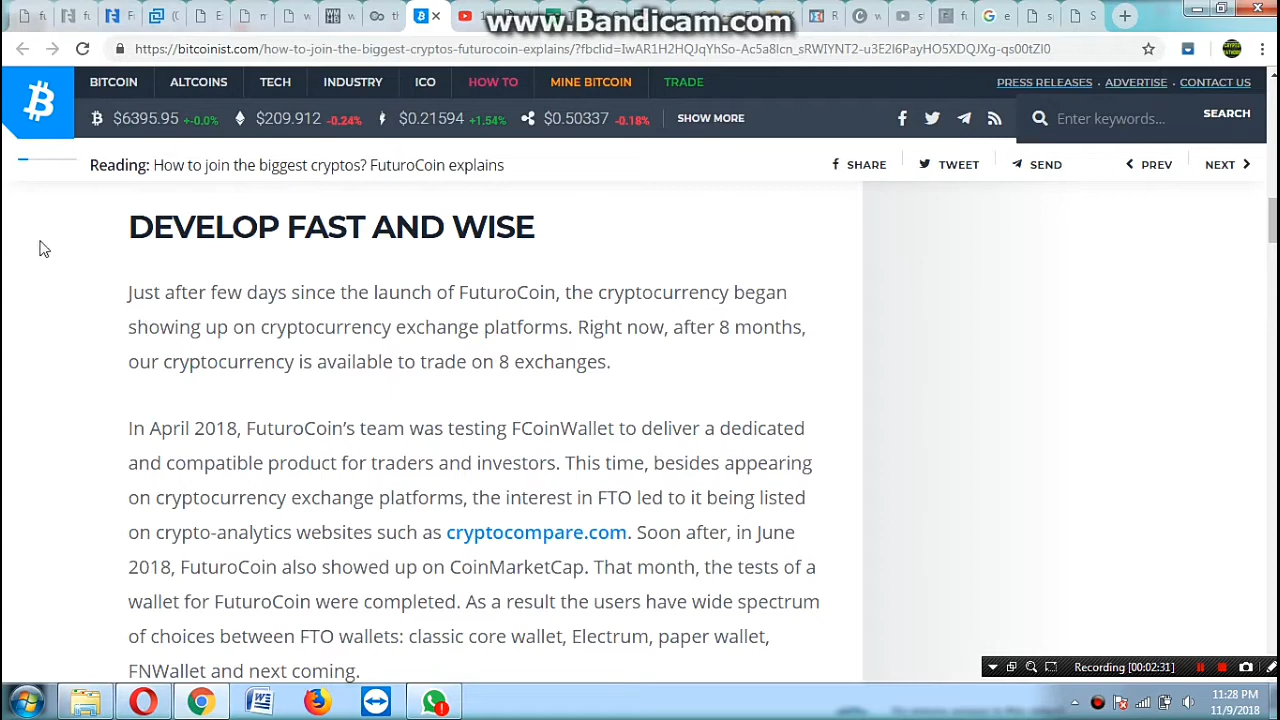 www.Bandicam.com
https://bitcoinist.com/how-to-join-the-biggest-cryptos-futurocoin-explains/?fbclid=IwAR1H2HQJqYhSo-Ac5a8lcn_sRWIYNT2-u3E2l6PayHO5XDQJXg-qs00tZl0
BITCOIN ALTCOINS TECH INDUSTRY ICO HOW TO MINE BITCOIN TRADE PRESS RELEASES . ADVERTISE . CONTACT US
$6395.95 +-0.0% $209.912 -0.24% $0.21594 +1.54% $0.50337 -0.18% SHOW MORE Enter keywords... SEARCH
Reading: How to join the biggest cryptos? FuturoCoin explains SHARE TWEET SEND PREV NEXT
DEVELOP FAST AND WISE
Just after few days since the launch of FuturoCoin, the cryptocurrency began
showing up on cryptocurrency exchange platforms. Right now, after 8 months,
our cryptocurrency is available to trade on 8 exchanges.
In April 2018, FuturoCoin's team was testing FCoinWallet to deliver a dedicated
and compatible product for traders and investors. This time, besides appearing
on cryptocurrency exchange platforms, the interest in FTO led to it being listed
on crypto-analytics websites such as cryptocompare.com. Soon after, in June
2018, FuturoCoin also showed up on CoinMarketCap. That month, the tests of a
wallet for FuturoCoin were completed. As a result the users have wide spectrum
of choices between FTO wallets: classic core wallet, Electrum, paper wallet,
FNWallet and next coming.
Recording [00:02:31]
11:28 PM
11/9/2018